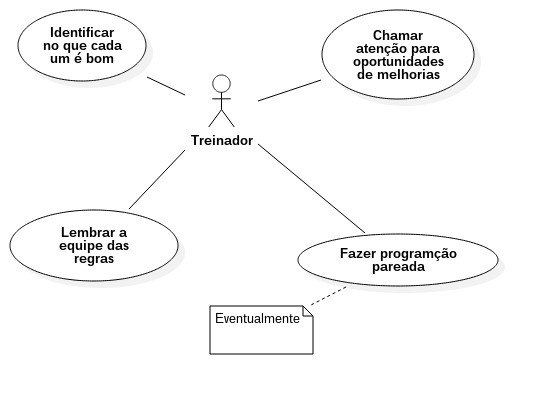 Identificar
no que cada
um é bom
Chamar
atenção para
oportunidades
de melhorias
Treinador
Lembrar a
equipe das
regras
Fazer programção
pareada
Eventualmente